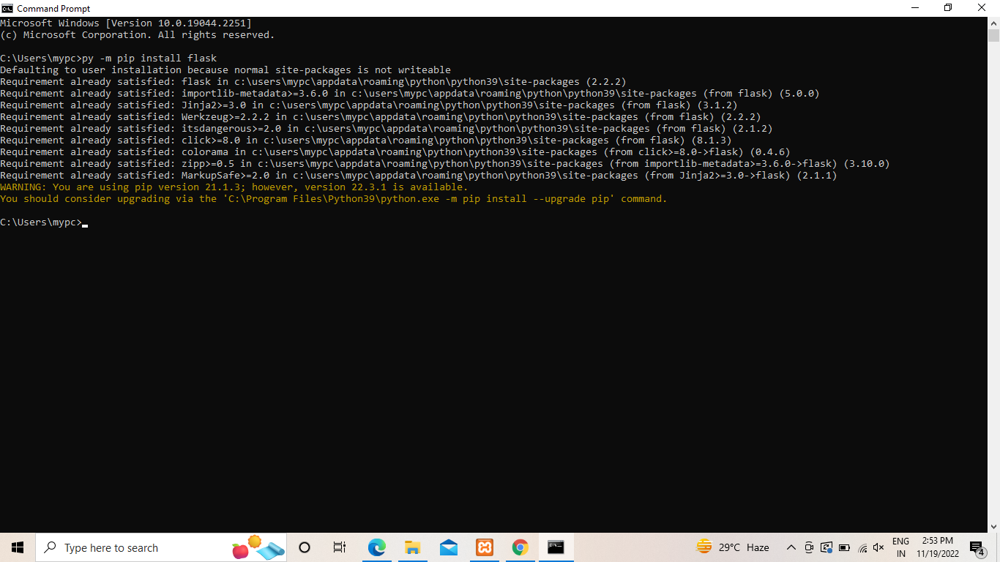 Command Prompt
Microsoft Windows [Version 10.0.19044.2251]
(c) Microsoft Corporation. All rights reserved.
C:\Users\mypc>py -m pip install flask
Defaulting to user installation because normal site-packages is not writeable
Requirement already satisfied: flask in c:\users\mypc\appdata\roaming\python\python39\site-packages (2.2.2)
Requirement already satisfied: importlib-metadata>=3.6.0 in c:\users\mypc\appdata\roaming\python\python39\site-packages (from flask) (5.0.0)
Requirement already satisfied: Jinja2>=3.0 in c:\users\mypc\appdata\roaming\python\python39\site-packages (from flask) (3.1.2)
Requirement already satisfied: Werkzeug>=2.2.2 in c:\users\mypc\appdata\roaming\python\python39\site-packages (from flask) (2.2.2)
Requirement already satisfied: itsdangerous>=2.0 in c:\users\mypc\appdata\roaming\python\python39\site-packages (from flask) (2.1.2)
Requirement already satisfied: click>=8.0 in c:\users\mypc\appdata\roaming\python\python39\site-packages (from flask) (8.1.3)
Requirement already satisfied: colorama in c:\users\mypc\appdata\roaming\python\python39\site-packages (from click>=8.0->flask) (0.4.6)
Requirement already satisfied: zipp>=0.5 in c:\users\mypc\appdata\roaming\python\python39\site-packages (from importlib-metadata>=3.6.0->flask) (3.10.0)
Requirement already satisfied: MarkupSafe>=2.0 in c:\users\mypc\appdata\roaming\python\python39\site-packages (from Jinja2>=3.0->flask) (2.1.1)
WARNING: You are using pip version 21.1.3; however, version 22.3.1 is available.
You should consider upgrading via the 'C:\Program Files\Python39\python.exe -m pip install --upgrade pip' command.
C:\Users\mypc>
Type here to search
29°C Haze
ENG
IN
2:53 PM
11/19/2022
4